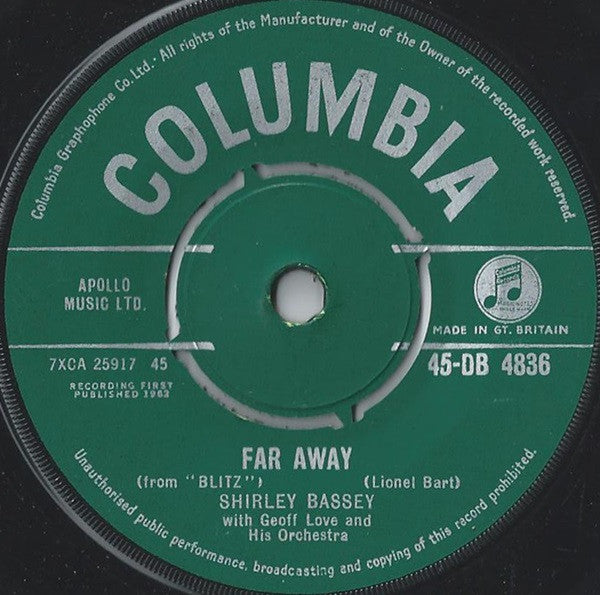 Columbia Graphophone Co. Ltd. · All rights of the Manufacturer and of the Owner of the recorded work reserved.
COLUMBIA
APOLLO
MUSIC LTD.
MADE IN GT. BRITAIN
7XCA 25917 45
45-DB 4836
RECORDING FIRST
PUBLISHED 1962
FAR AWAY
(from "BLITZ")
(Lionel Bart)
SHIRLEY BASSEY
with Geoff Love and
His Orchestra
Unauthorised public performance, broadcasting and copying of this record prohibited.